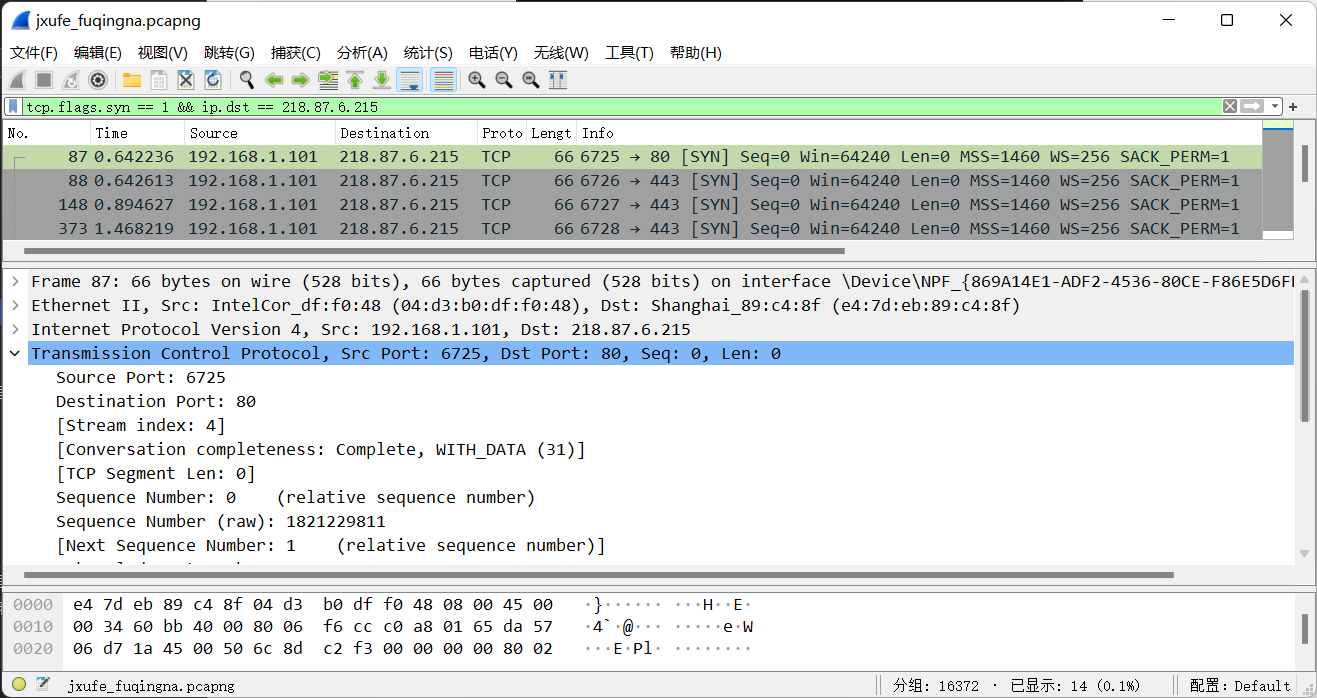 jxufe_fuqingna.pcapng
文件(F) 编辑(E) 视图(V) 跳转(G) 捕获(C) 分析(A) 统计(S) 电话(Y) 无线(W) 工具(T) 帮助(H)
tcp.flags.syn == 1 && ip.dst == 218.87.6.215
No. Time Source Destination Proto Lengt Info
87 0.642236 192.168.1.101 218.87.6.215 TCP 66 6725 → 80 [SYN] Seq=0 Win=64240 Len=0 MSS=1460 WS=256 SACK_PERM=1
88 0.642613 192.168.1.101 218.87.6.215 TCP 66 6726 → 443 [SYN] Seq=0 Win=64240 Len=0 MSS=1460 WS=256 SACK_PERM=1
148 0.894627 192.168.1.101 218.87.6.215 TCP 66 6727 → 443 [SYN] Seq=0 Win=64240 Len=0 MSS=1460 WS=256 SACK_PERM=1
373 1.468219 192.168.1.101 218.87.6.215 TCP 66 6728 → 443 [SYN] Seq=0 Win=64240 Len=0 MSS=1460 WS=256 SACK_PERM=1
Frame 87: 66 bytes on wire (528 bits), 66 bytes captured (528 bits) on interface \Device\NPF_{869A14E1-ADF2-4536-80CE-F86E5D6F
Ethernet II, Src: IntelCor_df:f0:48 (04:d3:b0:df:f0:48), Dst: Shanghai_89:c4:8f (e4:7d:eb:89:c4:8f)
Internet Protocol Version 4, Src: 192.168.1.101, Dst: 218.87.6.215
Transmission Control Protocol, Src Port: 6725, Dst Port: 80, Seq: 0, Len: 0
Source Port: 6725
Destination Port: 80
[Stream index: 4]
[Conversation completeness: Complete, WITH_DATA (31)]
[TCP Segment Len: 0]
Sequence Number: 0 (relative sequence number)
Sequence Number (raw): 1821229811
[Next Sequence Number: 1 (relative sequence number)]
0000 e4 7d eb 89 c4 8f 04 d3 b0 df f0 48 08 00 45 00 ·}······ ···H··E·
0010 00 34 60 bb 40 00 80 06 f6 cc c0 a8 01 65 da 57 ·4`·@··· ·····e·W
0020 06 d7 1a 45 00 50 6c 8d c2 f3 00 00 00 00 80 02 ···E·Pl· ········
jxufe_fuqingna.pcapng 分组: 16372 · 已显示: 14 (0.1%) 配置: Default